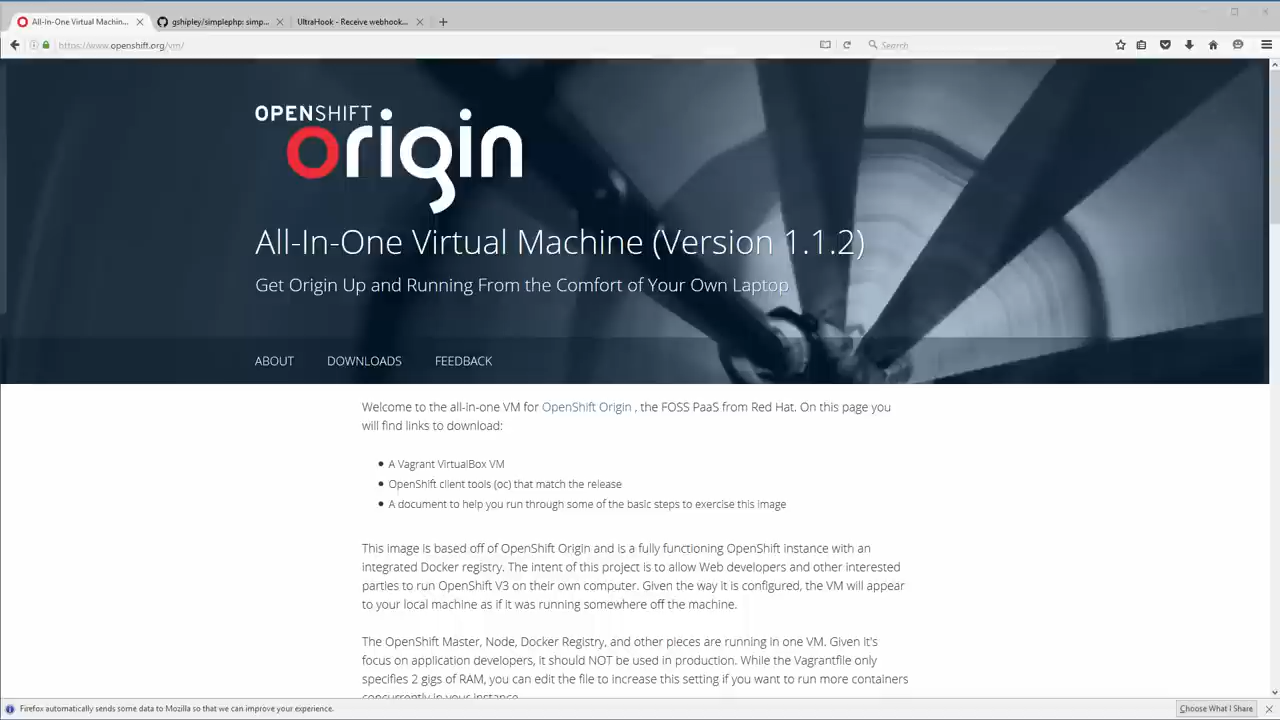 All-In-One Virtual Machin...
gshipley/simplephp: simp...
UltraHook - Receive webhook...
https://www.openshift.org/vm/
Search
OPENSHIFT
origin
All-In-One Virtual Machine (Version 1.1.2)
Get Origin Up and Running From the Comfort of Your Own Laptop
ABOUT
DOWNLOADS
FEEDBACK
Welcome to the all-in-one VM for OpenShift Origin , the FOSS PaaS from Red Hat. On this page you
will find links to download:
A Vagrant VirtualBox VM
OpenShift client tools (oc) that match the release
A document to help you run through some of the basic steps to exercise this image
This image is based off of OpenShift Origin and is a fully functioning OpenShift instance with an
integrated Docker registry. The intent of this project is to allow Web developers and other interested
parties to run OpenShift V3 on their own computer. Given the way it is configured, the VM will appear
to your local machine as if it was running somewhere off the machine.
The OpenShift Master, Node, Docker Registry, and other pieces are running in one VM. Given it's
focus on application developers, it should NOT be used in production. While the Vagrantfile only
specifies 2 gigs of RAM, you can edit the file to increase this setting if you want to run more containers
concurrently in your instance.
Firefox automatically sends some data to Mozilla so that we can improve your experience.
Choose What I Share